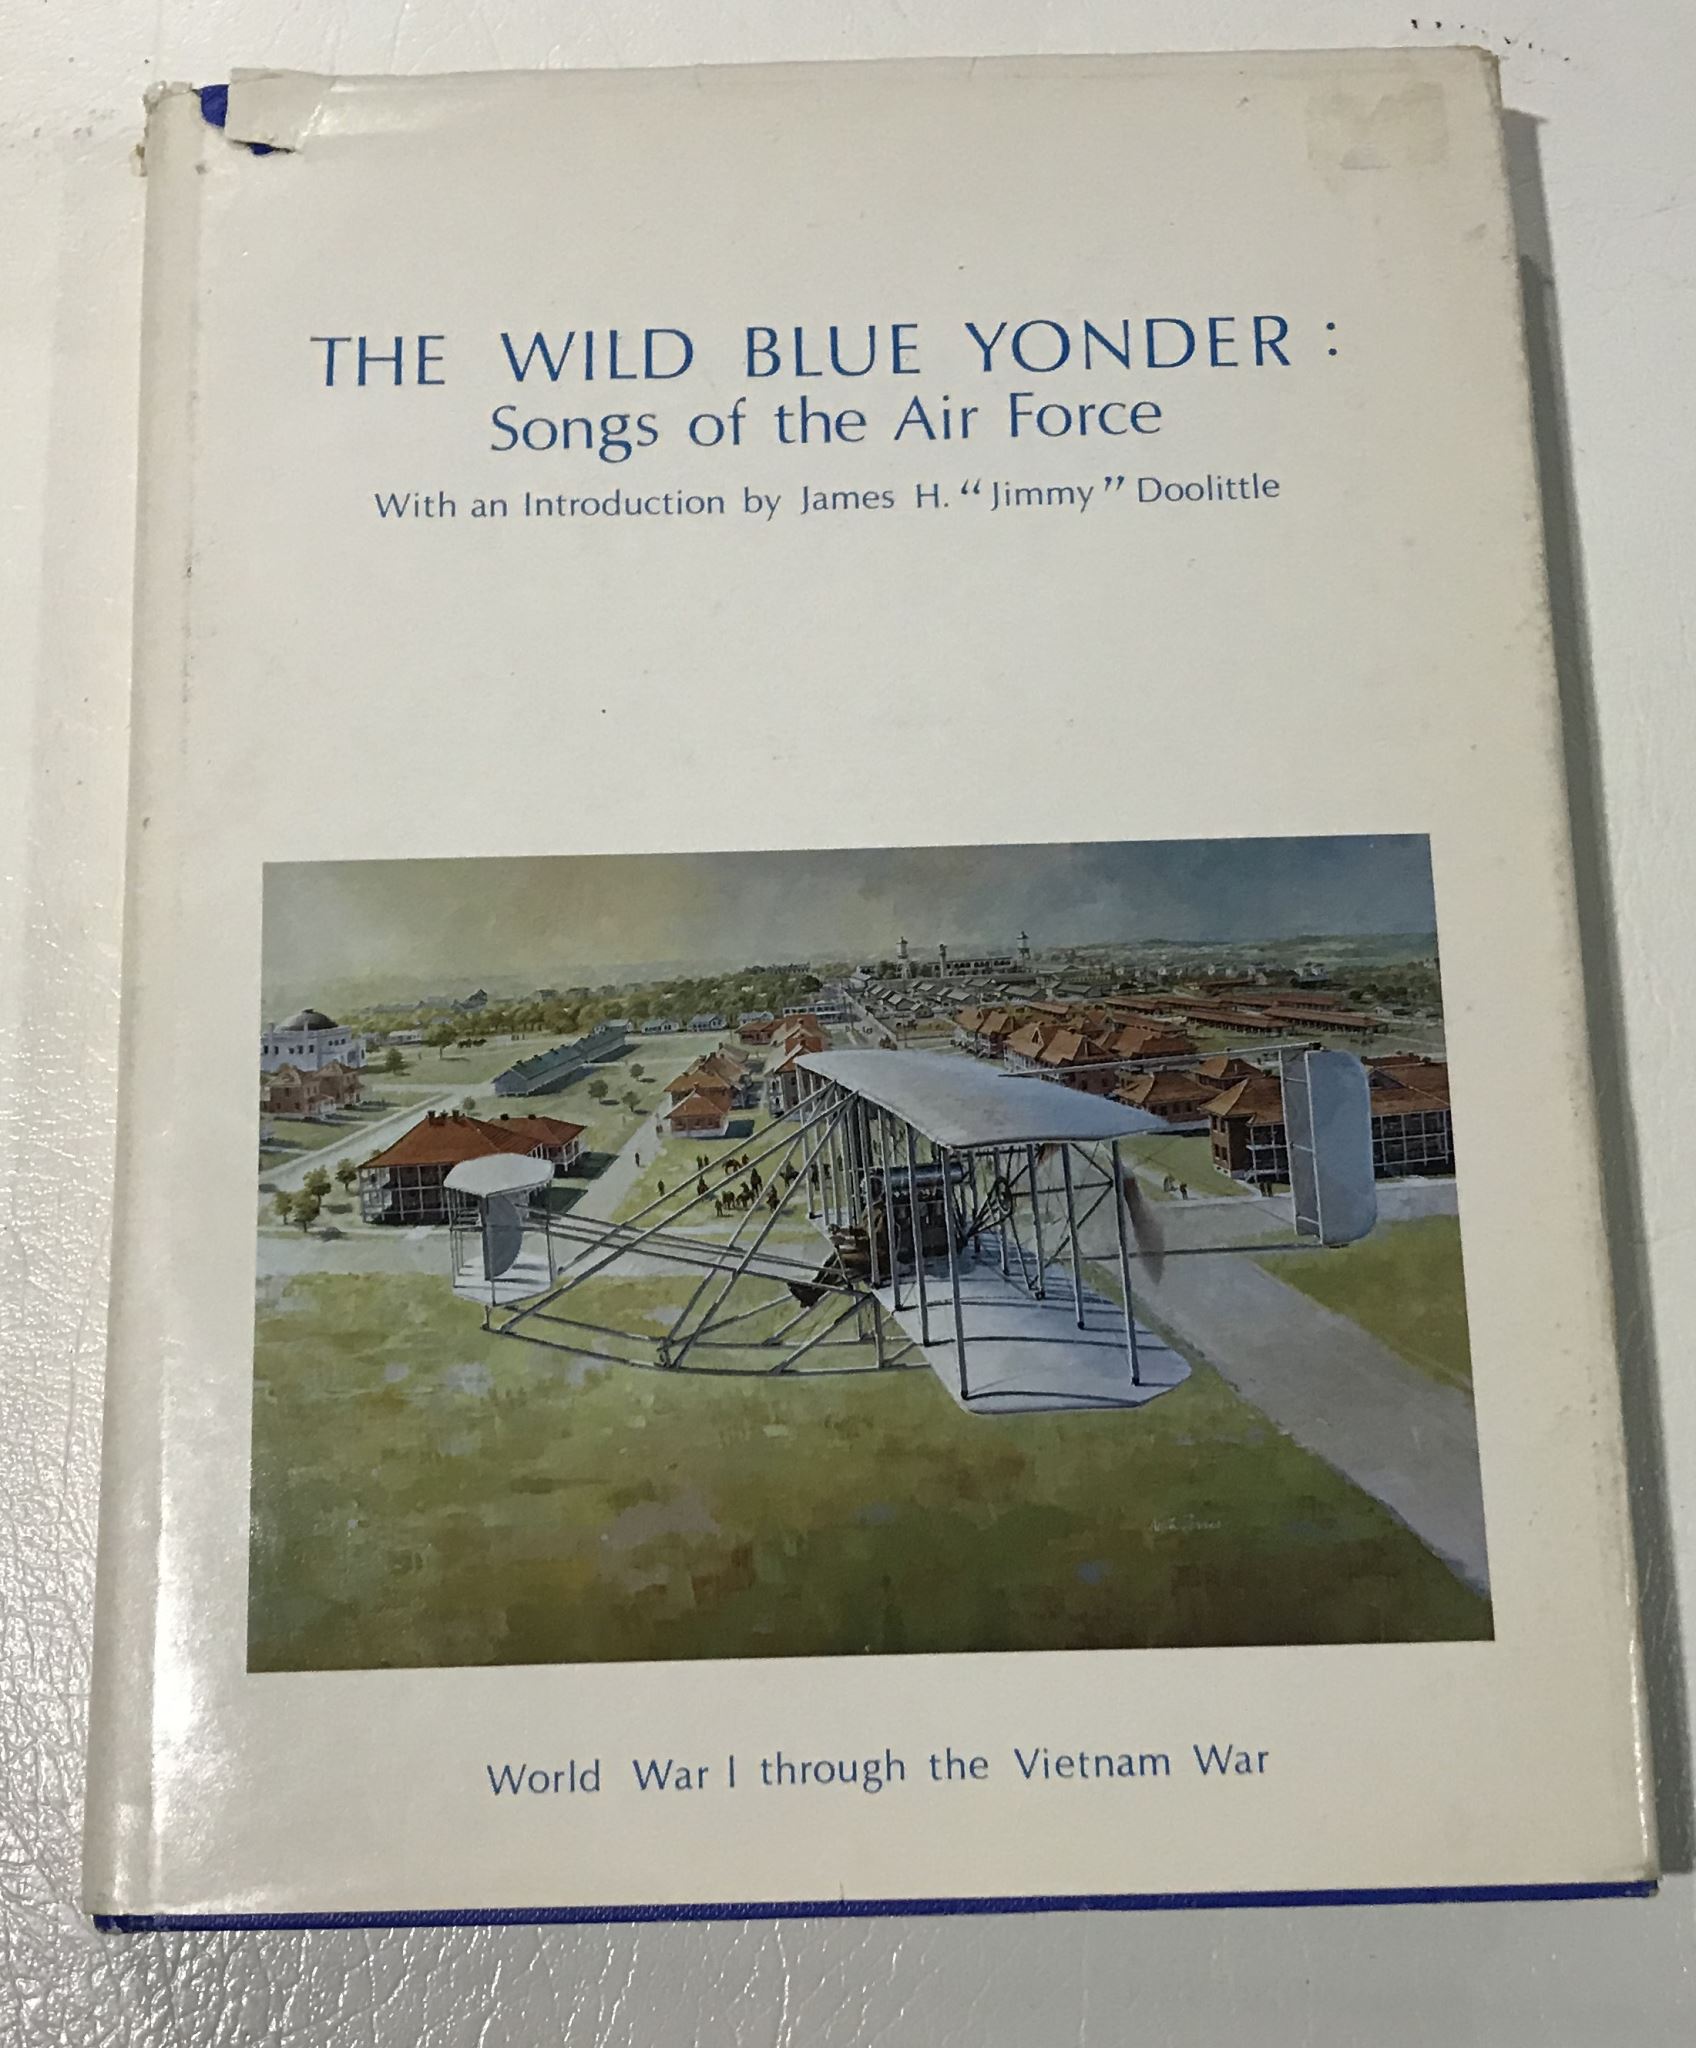 THE WILD BLUE YONDER :
Songs of the Air Force
With an Introduction by James H. “Jimmy” Doolittle
World War I through the Vietnam War